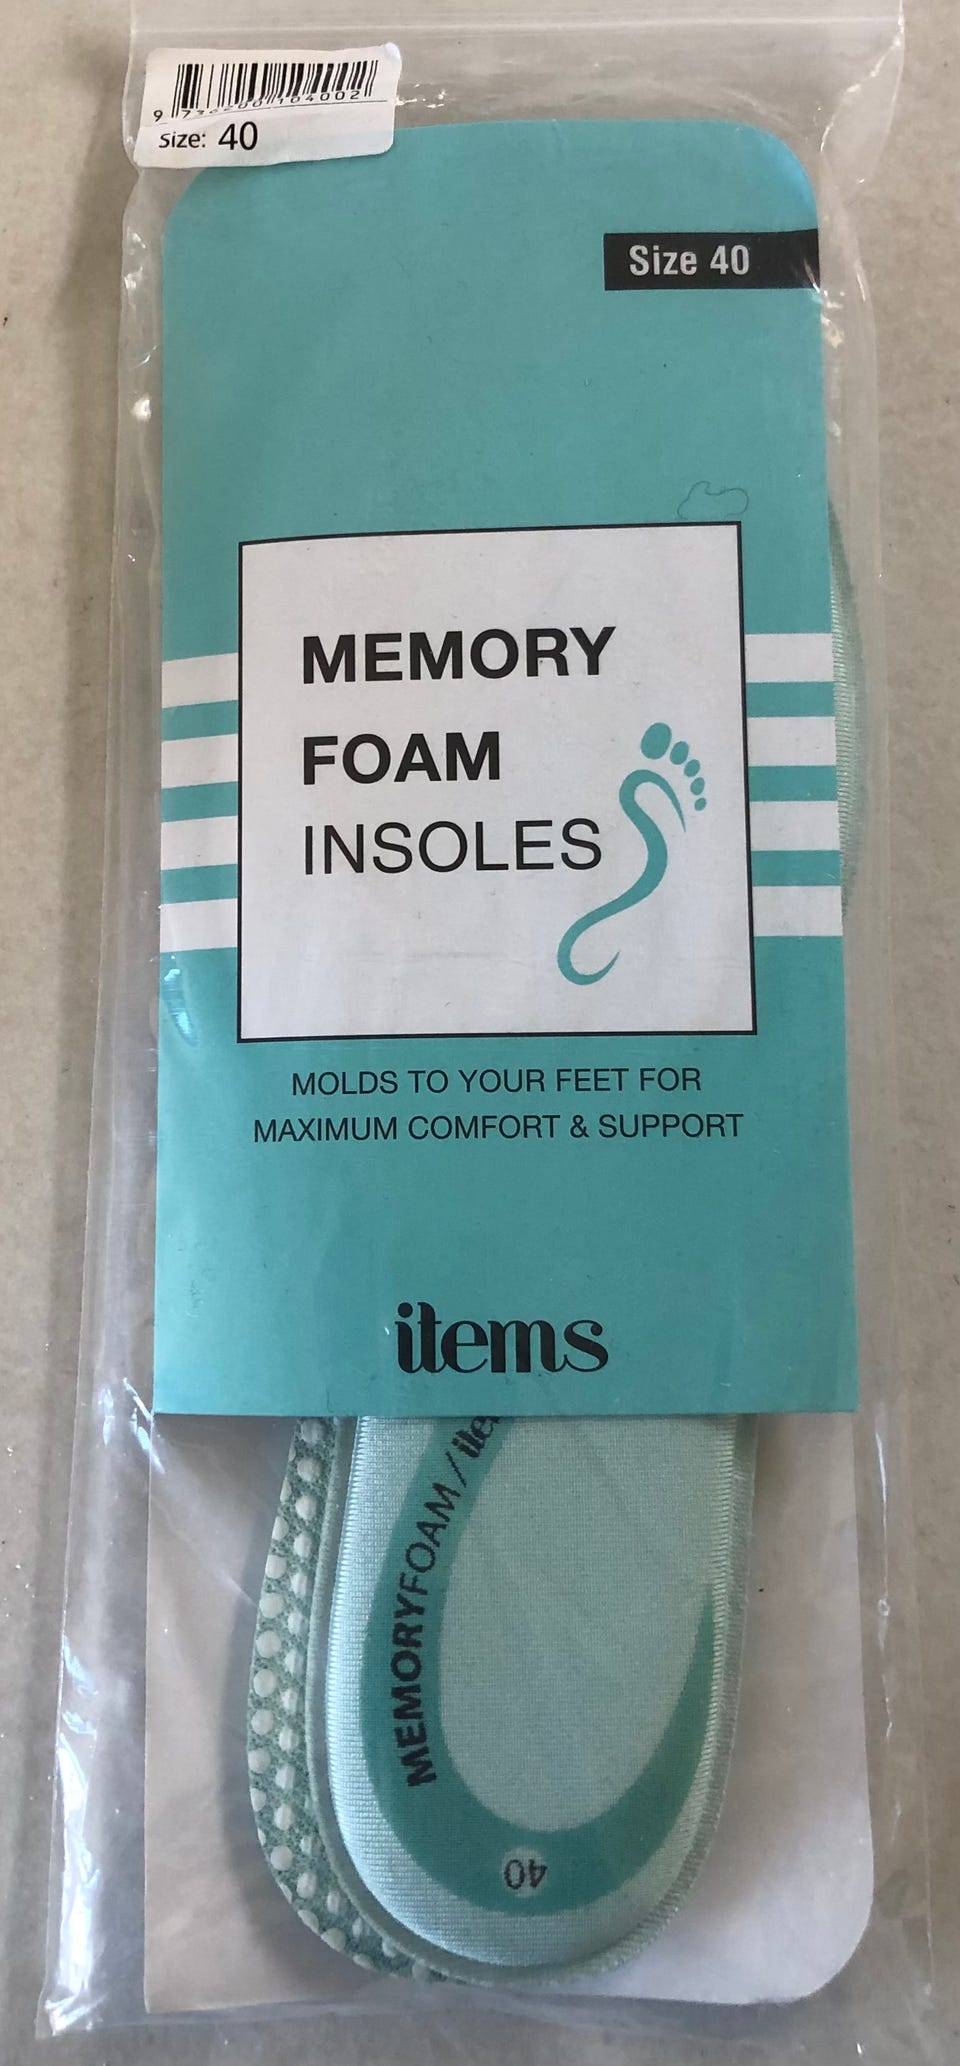 Size: 40
Size 40
MEMORY
FOAM
INSOLES
MOLDS TO YOUR FEET FOR
MAXIMUM COMFORT & SUPPORT
items
MEMORYFOAM/
40